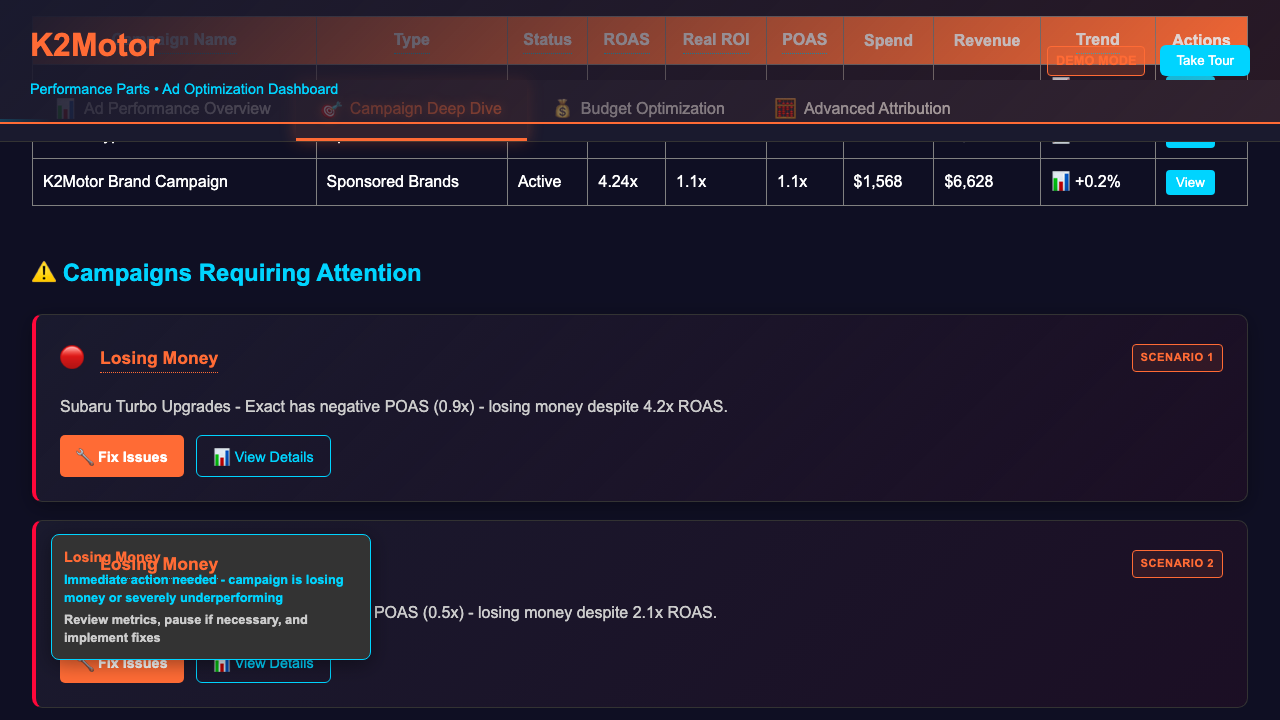 K2Motor
Performance Parts • Ad Optimization Dashboard
DEMO MODE
Take Tour
Name Type Status ROAS Real ROI POAS Spend Revenue Trend Actions
Ad Performance Overview Campaign Deep Dive Budget Optimization Advanced Attribution
K2Motor Brand Campaign Sponsored Brands Active 4.24x 1.1x 1.1x $1,568 $6,628 +0.2% View
Campaigns Requiring Attention
Losing Money SCENARIO 1
Subaru Turbo Upgrades - Exact has negative POAS (0.9x) - losing money despite 4.2x ROAS.
Fix Issues View Details
Losing Money SCENARIO 2
Losing Money
Immediate action needed - campaign is losing
money or severely underperforming
Review metrics, pause if necessary, and
implement fixes
POAS (0.5x) - losing money despite 2.1x ROAS.
Fix Issues View Details